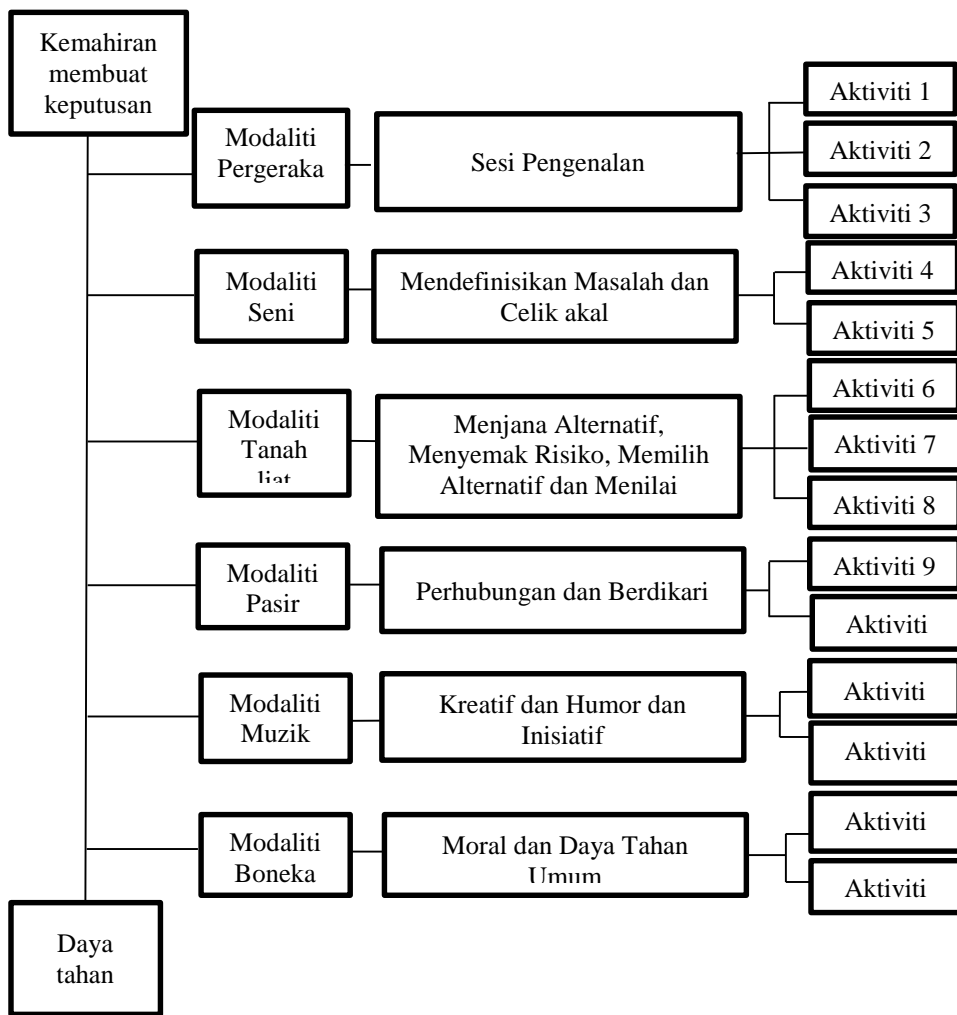 Kemahiran
membuat
keputusan
Modaliti
Pergeraka
Sesi Pengenalan
Aktiviti 1
Aktiviti 2
Aktiviti 3
Modaliti
Seni
Mendefinisikan Masalah dan
Celik akal
Aktiviti 4
Aktiviti 5
Modaliti
Tanah
liat
Menjana Alternatif,
Menyemak Risiko, Memilih
Alternatif dan Menilai
Aktiviti 6
Aktiviti 7
Aktiviti 8
Modaliti
Pasir
Perhubungan dan Berdikari
Aktiviti 9
Aktiviti
Modaliti
Muzik
Kreatif dan Humor dan
Inisiatif
Aktiviti
Aktiviti
Modaliti
Boneka
Moral dan Daya Tahan
Umum
Aktiviti
Aktiviti
Daya
tahan